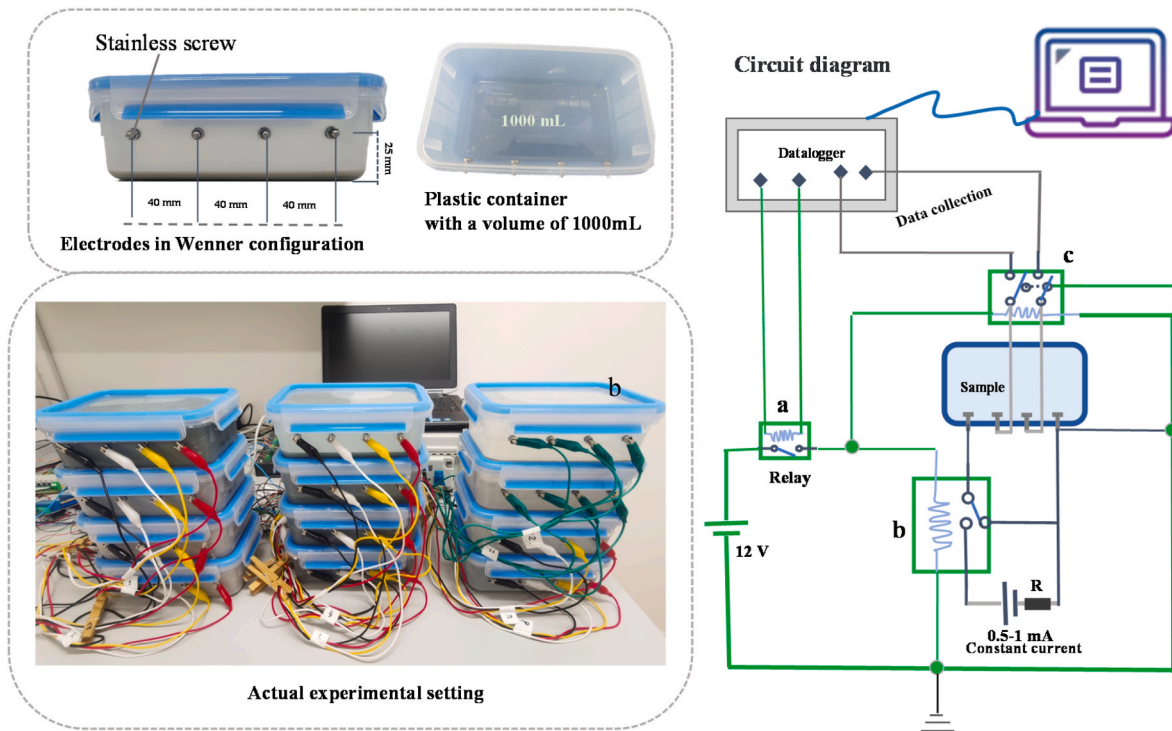 Stainless screw
25 mm
40 mm
40 mm
40 mm
Electrodes in Wenner configuration
1000 mL
Plastic container
with a volume of 1000mL
b
Actual experimental setting
Circuit diagram
Datalogger
Data collection
c
Sample
a
Relay
b
12 V
R
0.5-1 mA
Constant current